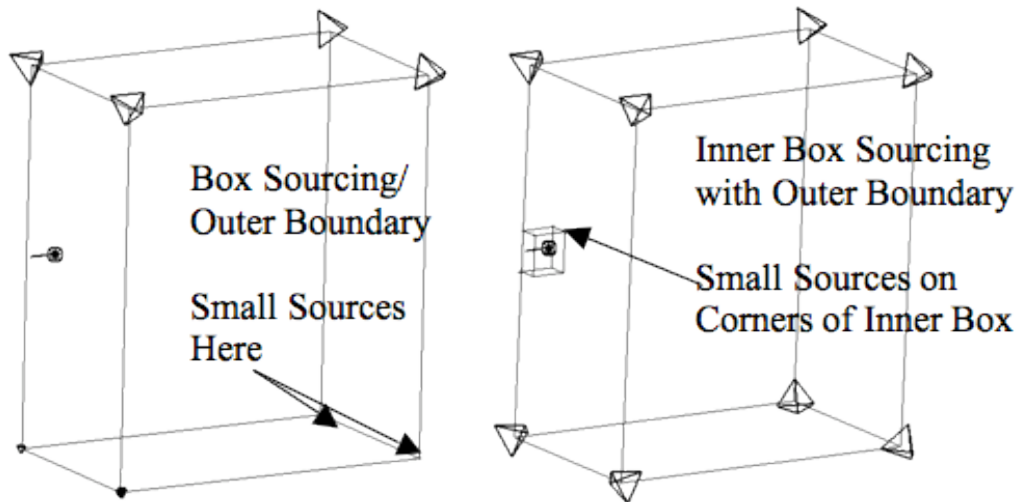 Box Sourcing/
Outer Boundary
Small Sources
Here
Inner Box Sourcing
with Outer Boundary
Small Sources on
Corners of Inner Box